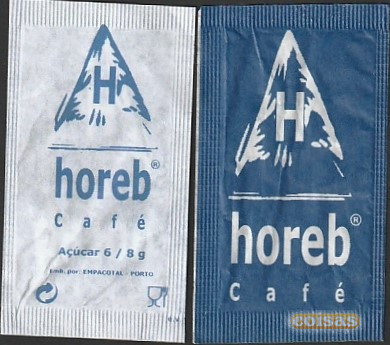 H
horeb®
Café
Açúcar 6 / 8 g
Emb. por: EMPACOTAL - PORTO
H
horeb®
Café
coisas